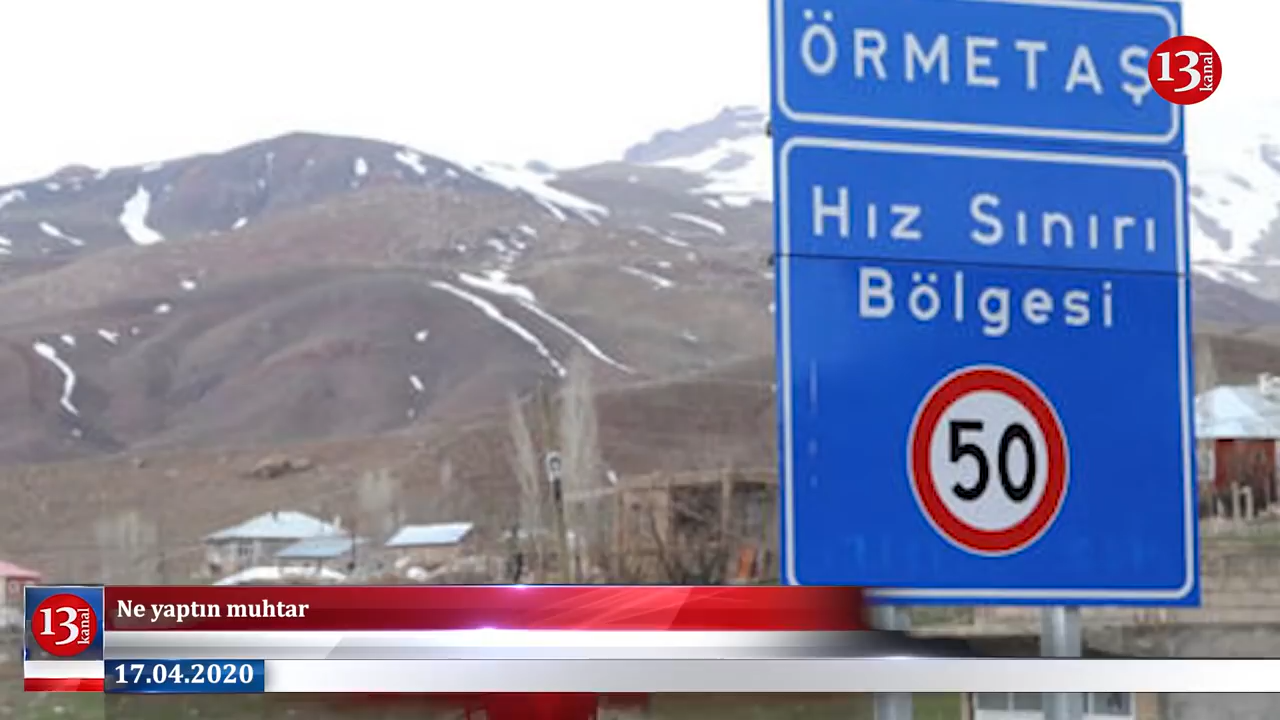 ÖRMETAŞ
13 kanal
Hız Sınırı
Bölgesi
50
13 kanal
Ne yaptın muhtar
17.04.2020